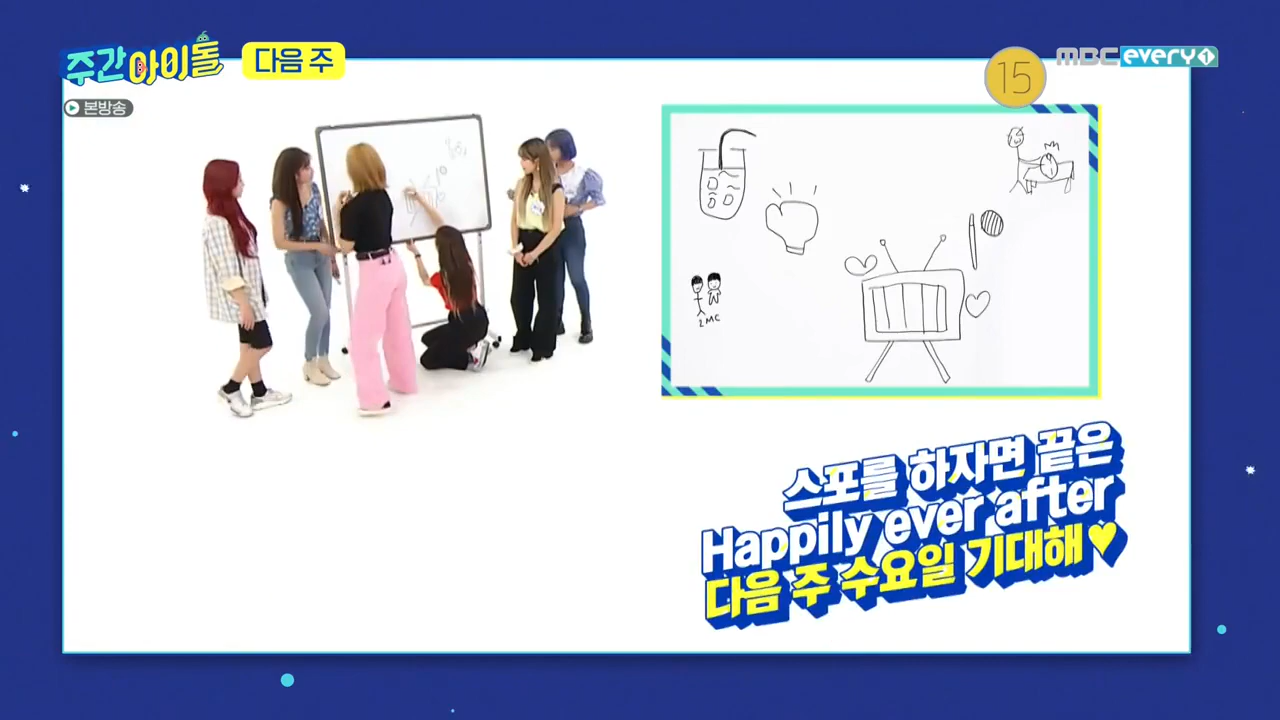 주간아이돌
다음 주
15
MBC every1
본방송
2MC
스포를 하자면 끝은
Happily ever after
다음 주 수요일 기대해♥